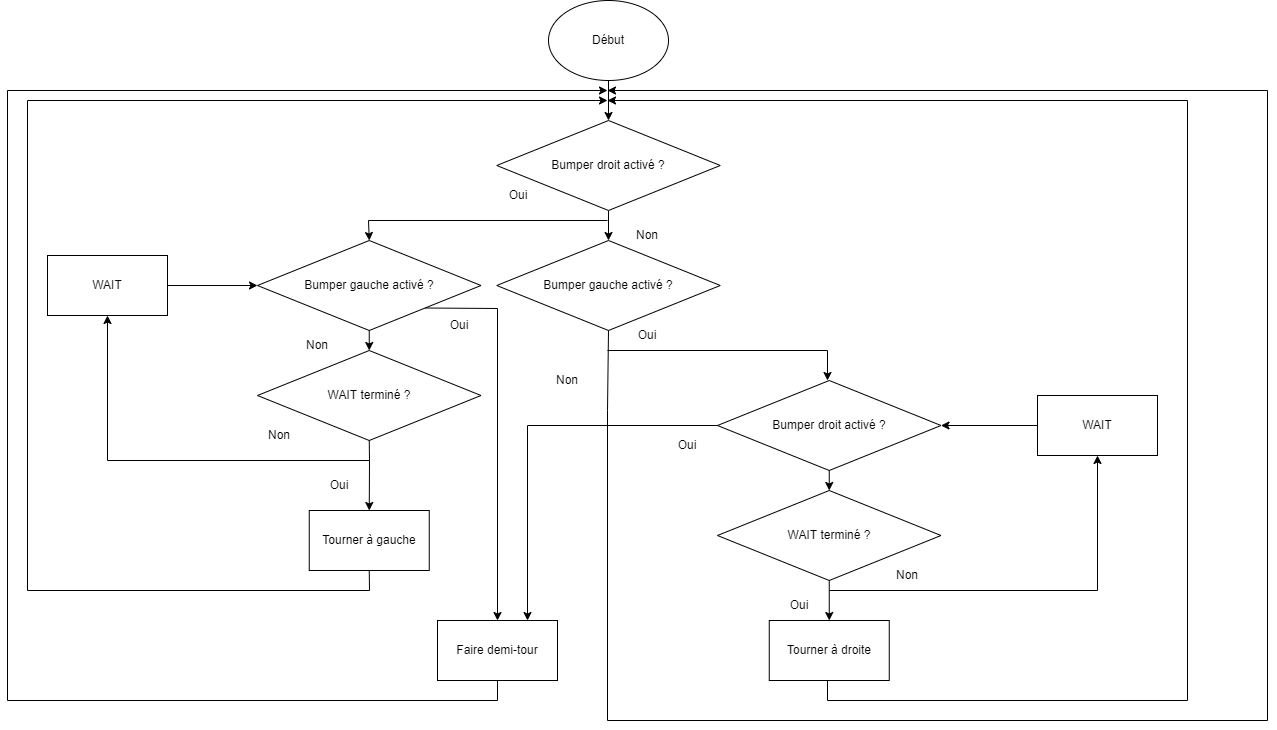 Début
Bumper droit activé ?
Oui
Non
WAIT
Bumper gauche activé ?
Bumper gauche activé ?
Oui
Oui
Non
Non
WAIT terminé ?
Bumper droit activé ?
WAIT
Non
Oui
Oui
WAIT terminé ?
Tourner à gauche
Non
Oui
Faire demi-tour
Tourner à droite